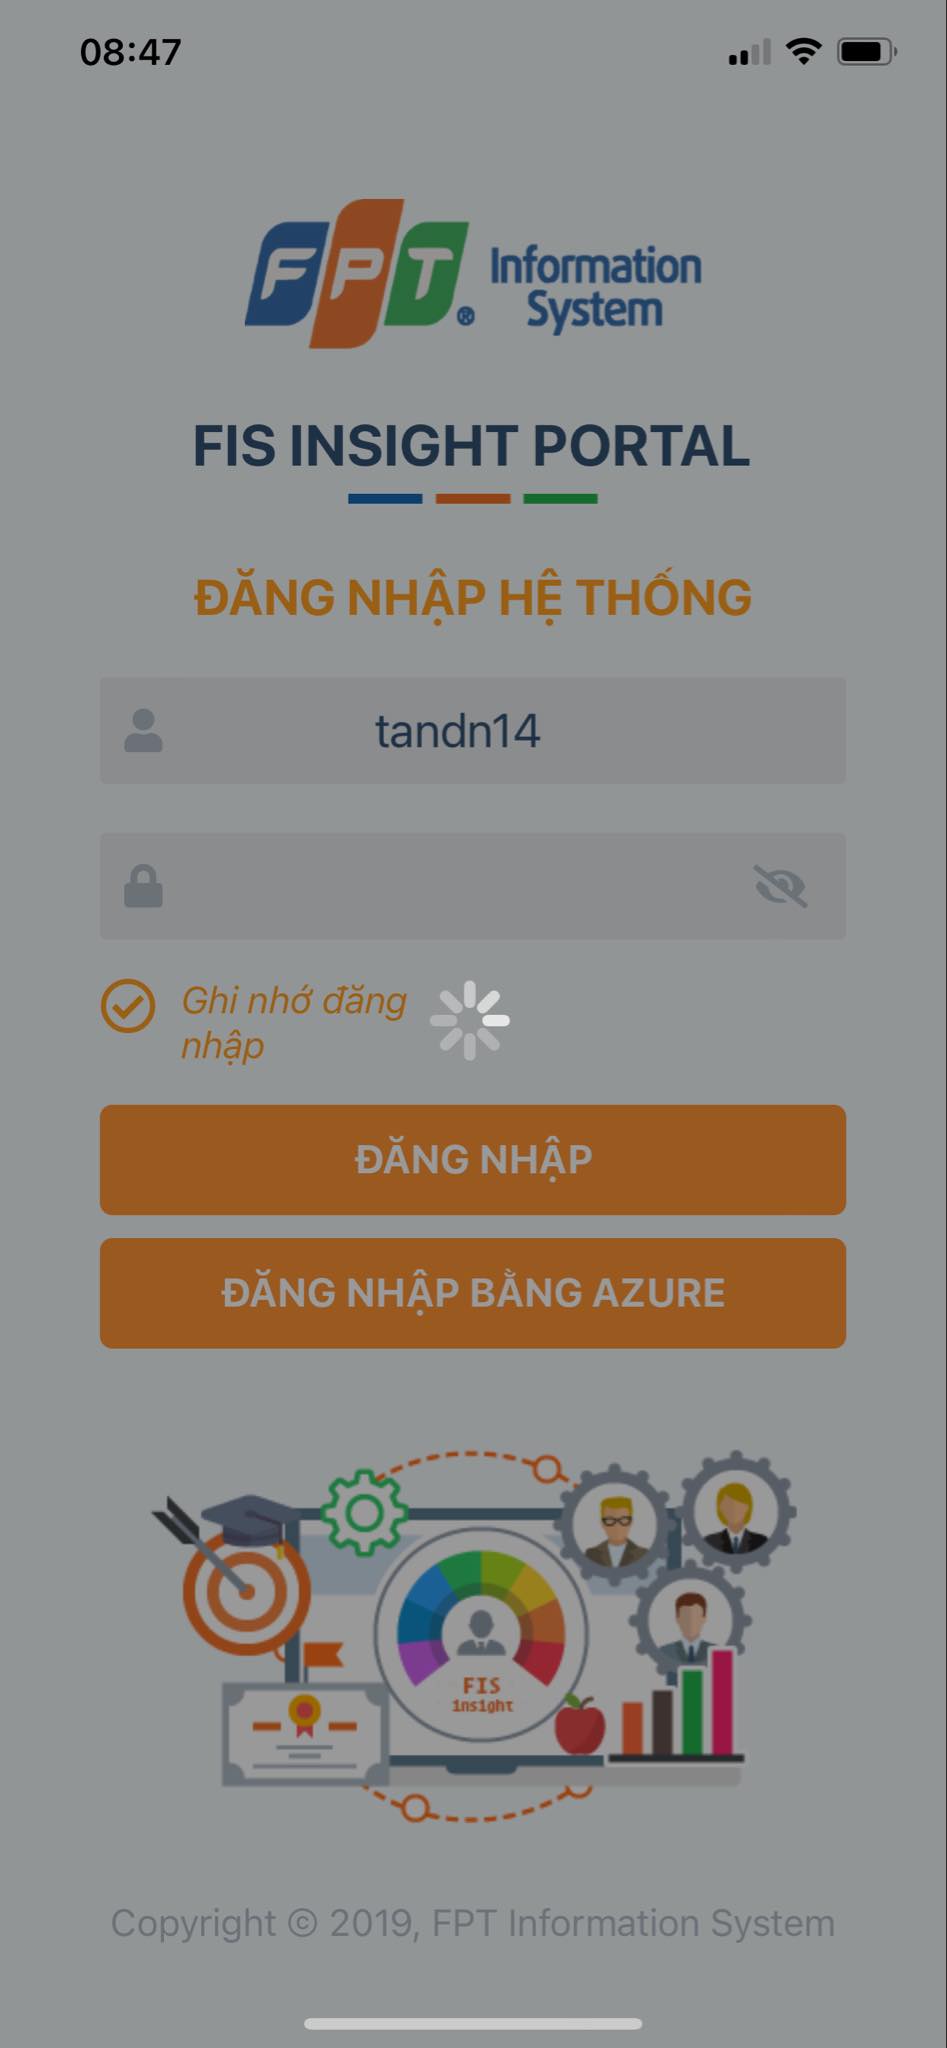 08:47
FPT®
Information
System
FIS INSIGHT PORTAL
ĐĂNG NHẬP HỆ THỐNG
tandn14
Ghi nhớ đăng
nhập
ĐĂNG NHẬP
ĐĂNG NHẬP BẰNG AZURE
FIS
insight
Copyright © 2019, FPT Information System